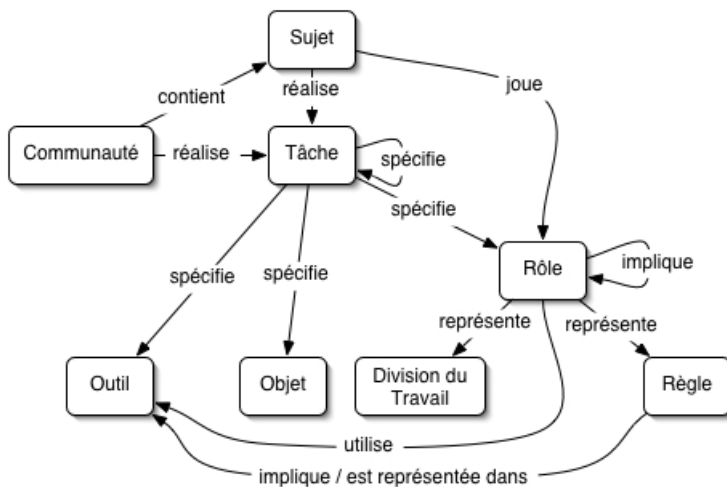 Sujet
contient
réalise
joue
Communauté
réalise
Tâche
spécifie
spécifie
Rôle
implique
spécifie
spécifie
représente
représente
Outil
Objet
Division du
Travail
Règle
utilise
implique / est représentée dans